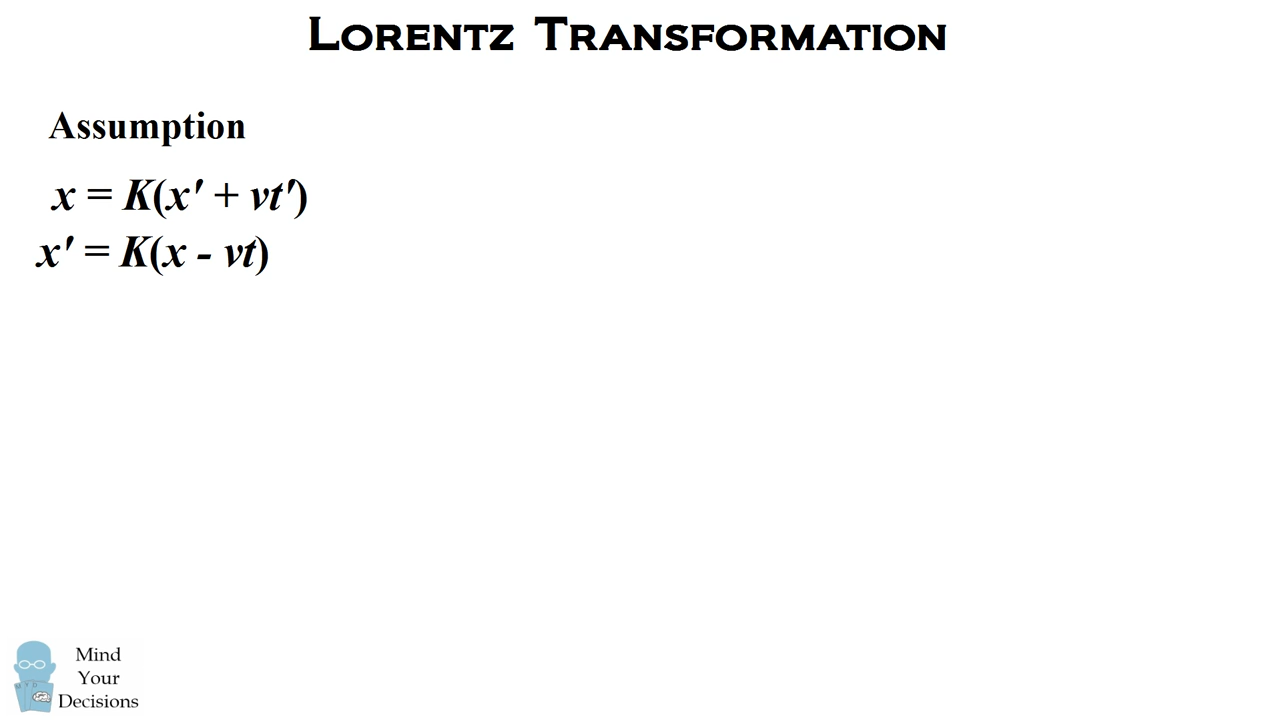 Lorentz Transformation
Assumption
x = K(x' + vt')
x' = K(x - vt)
Mind
Your
Decisions